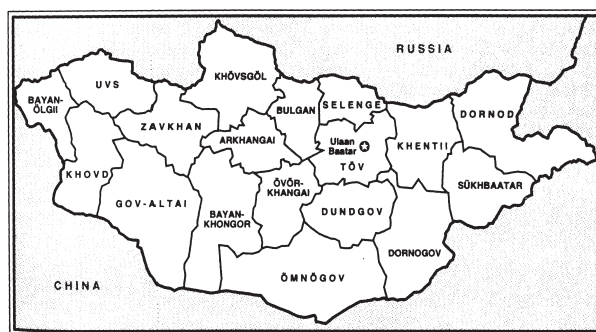 RUSSIA
KHÖVSGÖL
UVS
BAYAN-
ÖLGII
BULGAN
SELENGE
DORNOD
ZAVKHAN
ARKHANGAI
Ulaan
Baatar
TÖV
KHENTII
KHOVD
GOV-ALTAI
BAYAN-
KHONGOR
ÖVÖR-
KHANGAI
SÜKHBAATAR
DUNDGOV
DORNOGOV
ÖMNÖGOV
CHINA